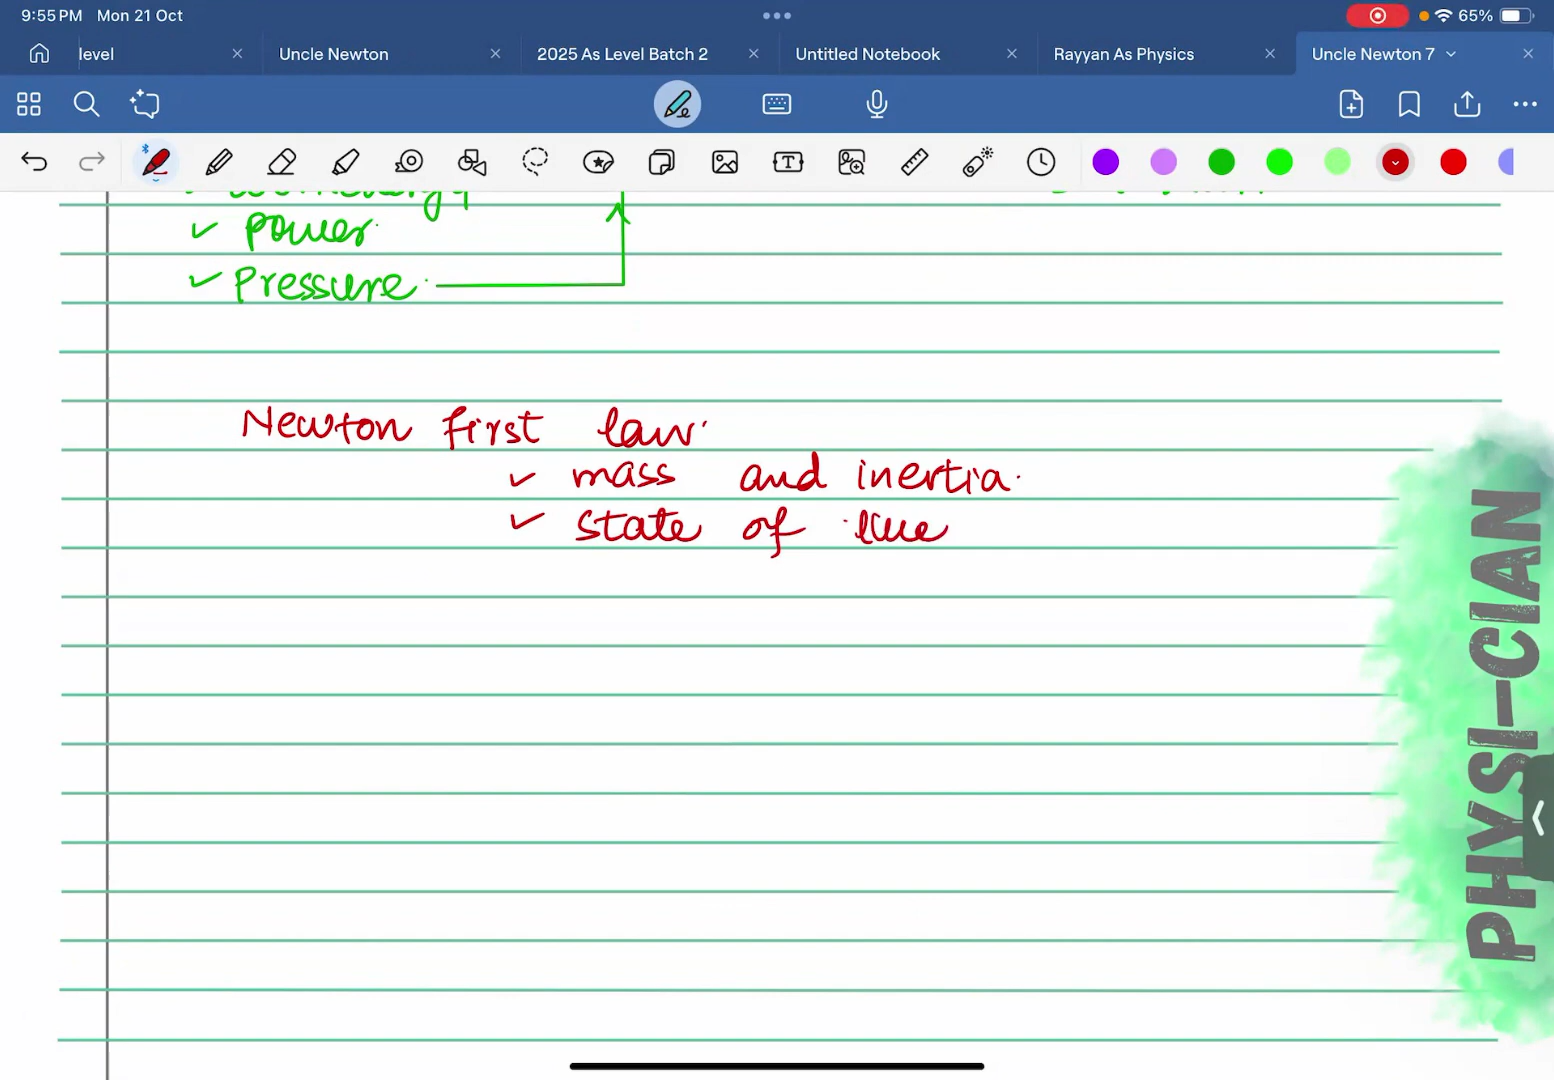 9:55 PM Mon 21 Oct 65%
level Uncle Newton 2025 As Level Batch 2 Untitled Notebook Rayyan As Physics Uncle Newton 7
✓ Power
✓ Pressure
Newton first law
✓ mass and inertia
✓ state of
PHYSI-CIAN